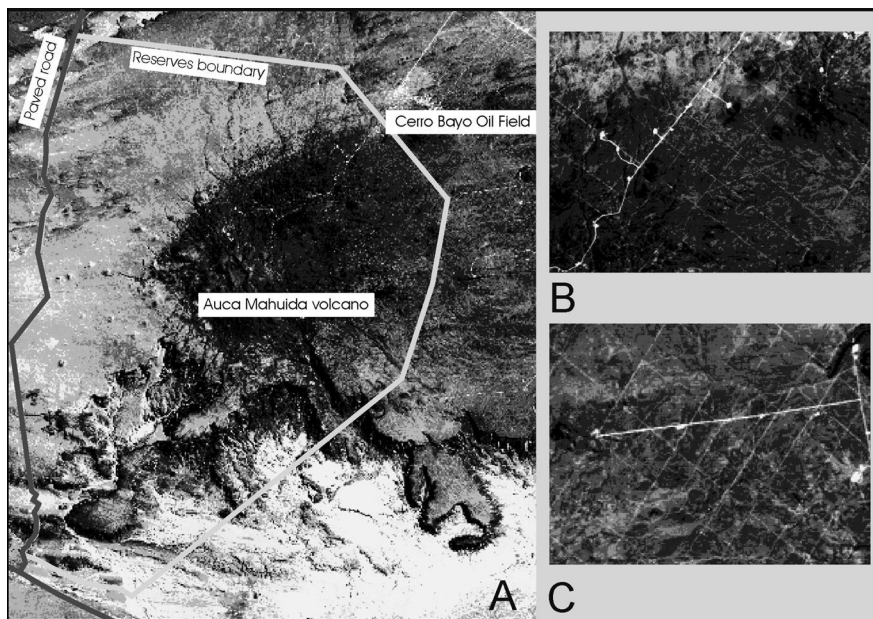 Paved road
Reserves boundary
Cerro Bayo Oil Field
Auca Mahuida volcano
A
B
C